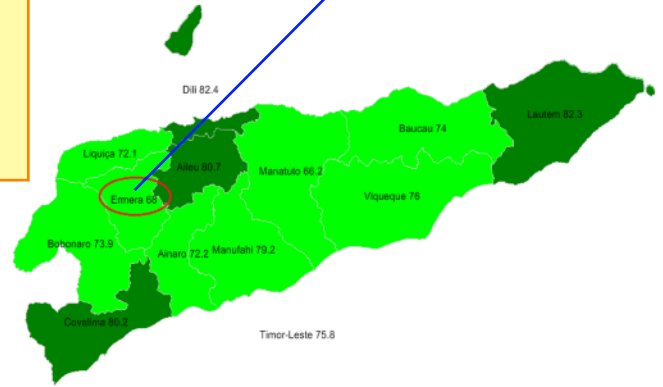 Dili 82.4
Lautem 82.3
Baucau 74
Liquiça 72.1
Aileu 80.7
Manatuto 66.2
Ermera 68
Viqueque 76
Bobonaro 73.9
Ainaro 72.2
Manufahi 79.2
Covalima 80.2
Timor-Leste 75.8